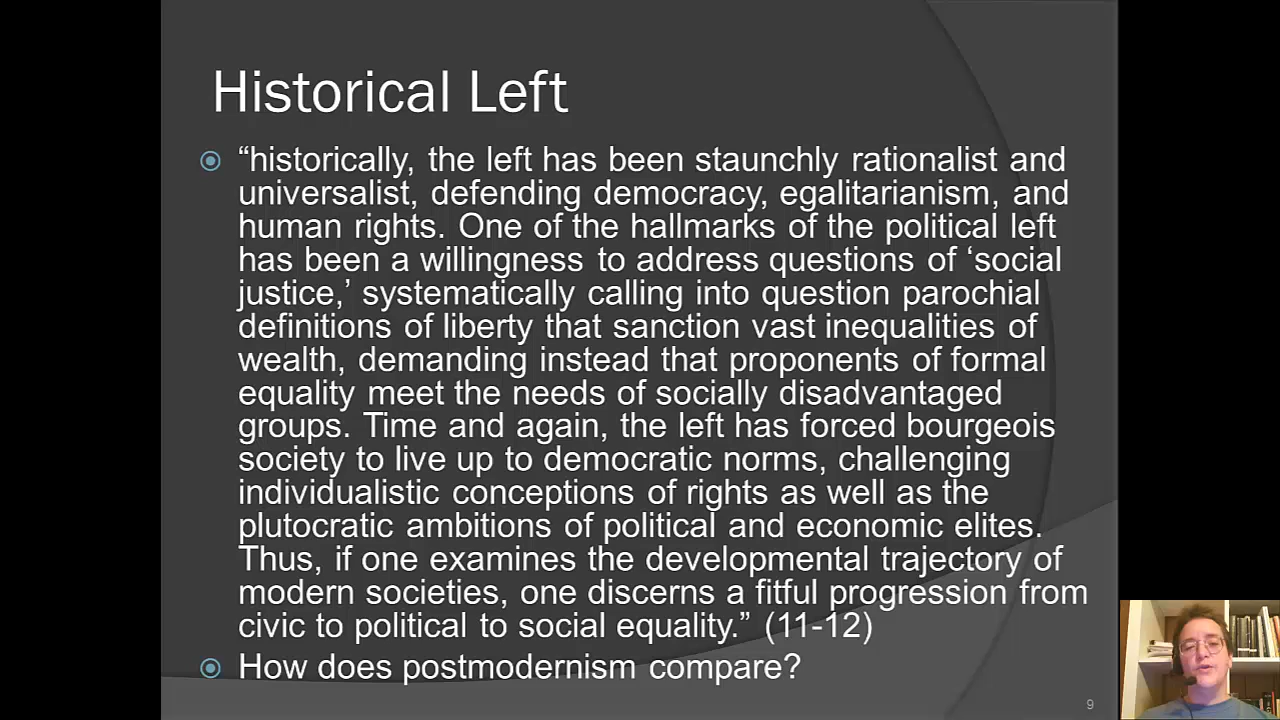 Historical Left
“historically, the left has been staunchly rationalist and
universalist, defending democracy, egalitarianism, and
human rights. One of the hallmarks of the political left
has been a willingness to address questions of ‘social
justice,’ systematically calling into question parochial
definitions of liberty that sanction vast inequalities of
wealth, demanding instead that proponents of formal
equality meet the needs of socially disadvantaged
groups. Time and again, the left has forced bourgeois
society to live up to democratic norms, challenging
individualistic conceptions of rights as well as the
plutocratic ambitions of political and economic elites.
Thus, if one examines the developmental trajectory of
modern societies, one discerns a fitful progression from
civic to political to social equality.” (11-12)
How does postmodernism compare?
9